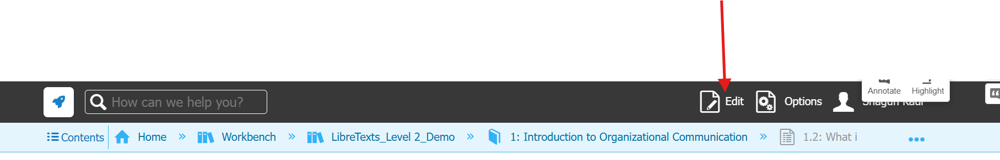 How can we help you?
Edit
Options
Annotate Highlight
Contents Home » Workbench » LibreTexts_Level 2_Demo » 1: Introduction to Organizational Communication » 1.2: What i •••